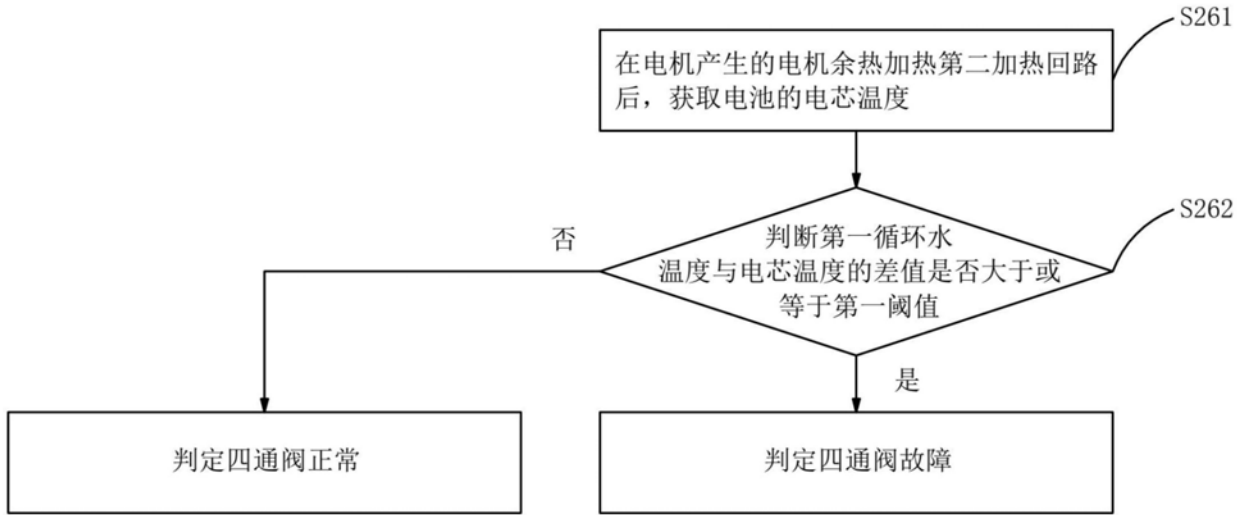 S261
在电机产生的电机余热加热第二加热回路
后，获取电池的电芯温度
S262
否
判断第一循环水
温度与电芯温度的差值是否大于或
等于第一阈值
是
判定四通阀正常
判定四通阀故障